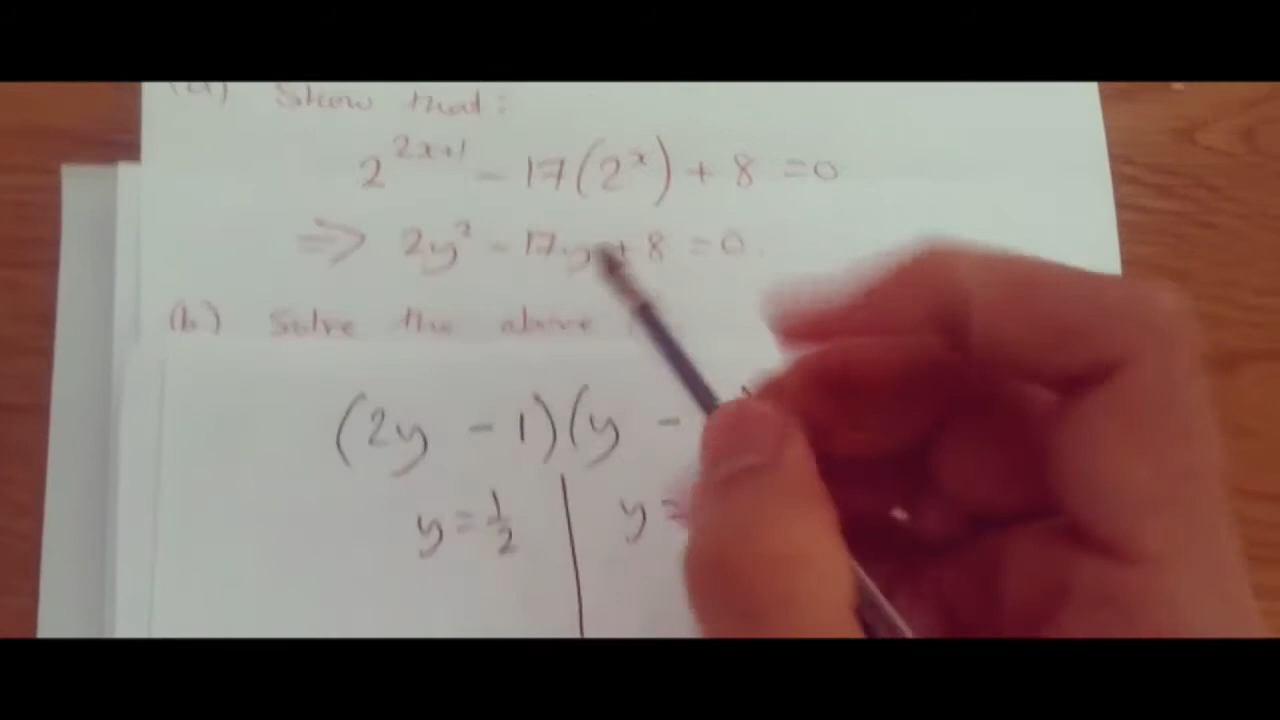 (a) Show that:
2^{2x+1} - 17(2^x) + 8 = 0
⇒ 2y² - 17y + 8 = 0.
(b) Solve the above
(2y - 1)(y -
y = 1/2 | y =